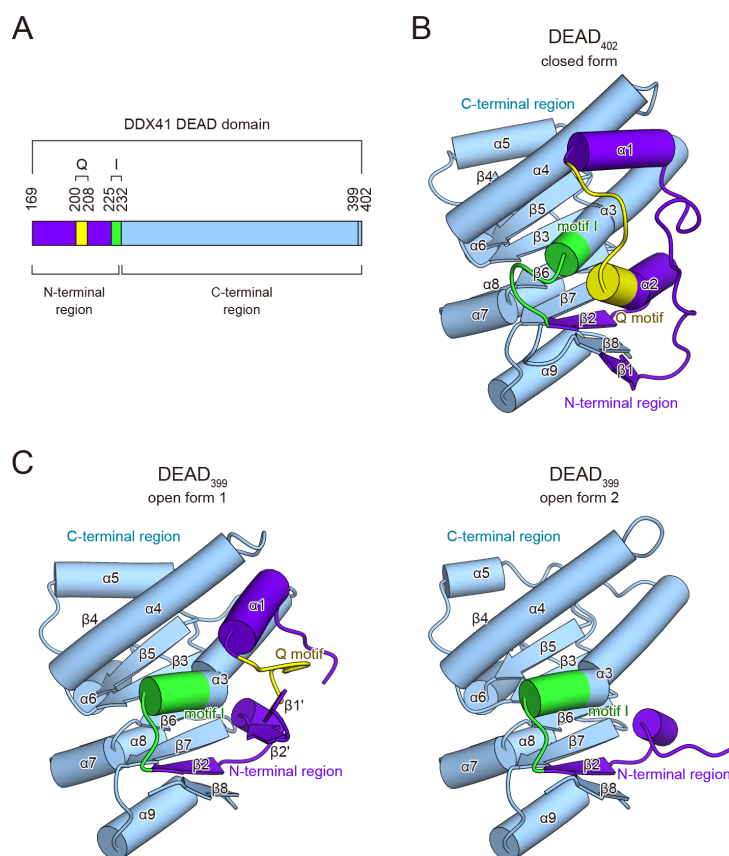 A
DDX41 DEAD domain
Q
I
169
200
208
225
232
399
402
N-terminal
region
C-terminal
region
B
DEAD402
closed form
C-terminal region
α5
α4
α1
β4
β5
α3
motif I
α6
β3
β6
α8
β7
α2
α7
β2
Q motif
β8
α9
β1
N-terminal region
C
DEAD399
open form 1
C-terminal region
α5
α4
α1
β4
β5
β3
Q motif
α6
α3
motif I
β1'
β6
α8
β7
β2'
α7
β2
N-terminal region
β8
α9
DEAD399
open form 2
C-terminal region
α5
α4
β4
β5
β3
α3
α6
motif I
β6
α8
β7
α7
β2
N-terminal region
β8
α9